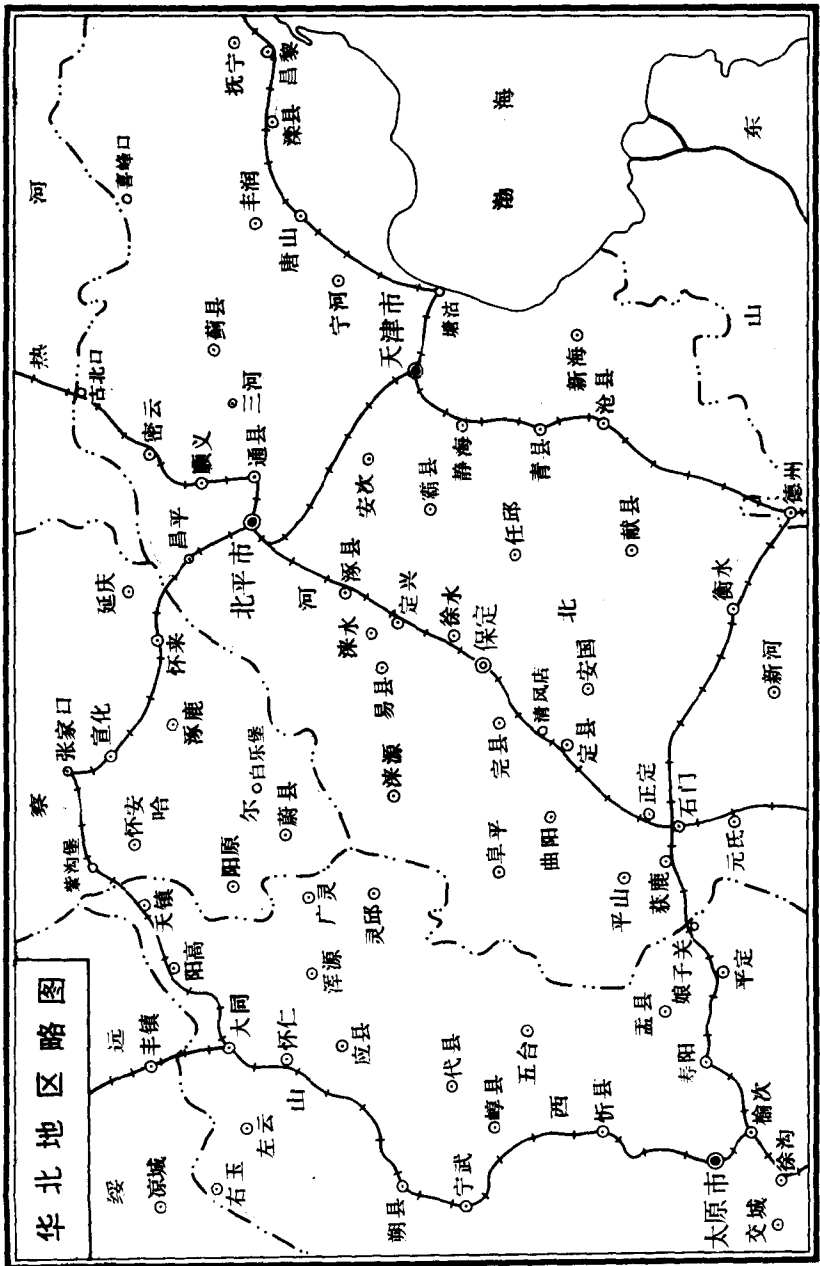 华北地区略图
绥
远
察
哈
尔
热
河
河
北
山
西
山
东
渤
海
凉城
丰镇
右玉
左云
大同
阳高
天镇
紫沟堡
怀安
张家口
宣化
阳原
蔚县
白乐堡
涿鹿
怀来
延庆
昌平
北平市
通县
顺义
密云
古北口
喜峰口
三河
蓟县
丰润
唐山
滦县
昌黎
抚宁
宁河
天津市
塘沽
安次
霸县
静海
青县
沧县
新海
任邱
献县
德州
衡水
新河
涿县
涞水
定兴
易县
徐水
保定
涞源
完县
清风店
定县
安国
阜平
曲阳
正定
石门
元氏
获鹿
平山
娘子关
平定
盂县
寿阳
榆次
徐沟
太原市
交城
忻县
五台
崞县
代县
宁武
朔县
应县
怀仁
浑源
广灵
灵邱